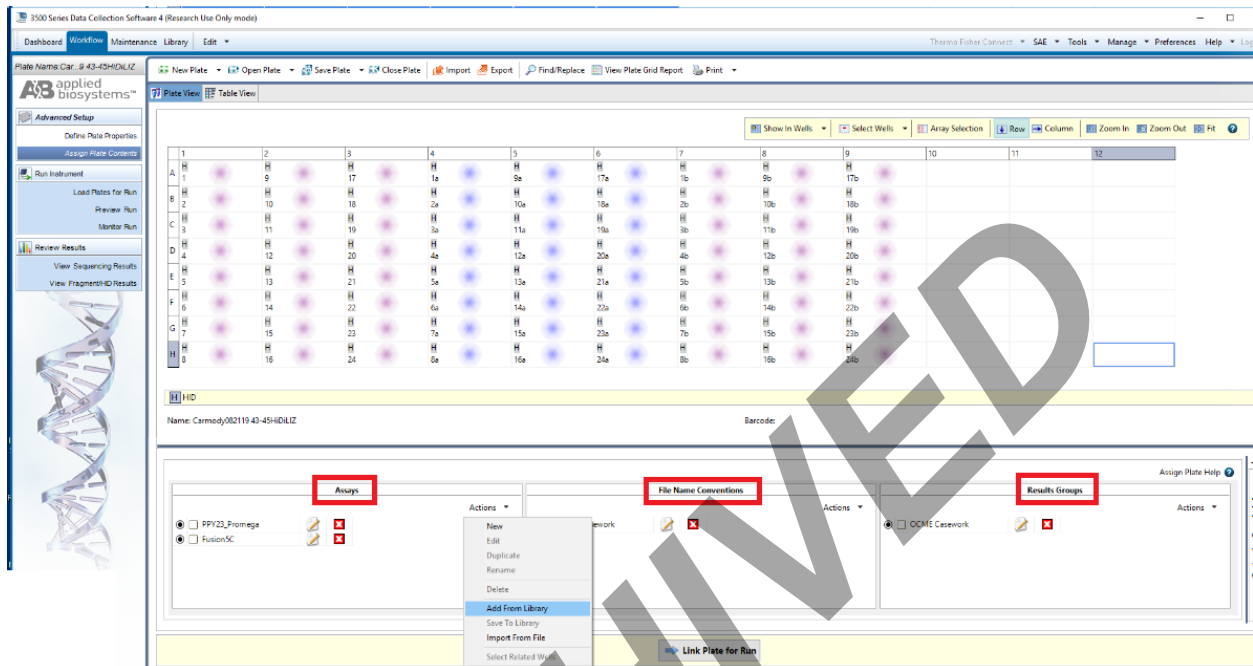 3500 Series Data Collection Software 4 (Research Use Only mode)
Dashboard Workflow Maintenance Library Edit Thermo Fisher Connect SAE Tools Manage Preferences Help
Plate Name:Car...9 43-45HiDiLIZ
New Plate Open Plate Save Plate Close Plate Import Export Find/Replace View Plate Grid Report Print
AB applied biosystems™
Plate View Table View
Advanced Setup
Define Plate Properties
Assign Plate Contents
Run Instrument
Load Plates for Run
Preview Run
Monitor Run
Review Results
View Sequencing Results
View Fragment/HID Results
Show In Wells Select Wells Array Selection Row Column Zoom In Zoom Out Fit
1 2 3 4 5 6 7 8 9 10 11 12
A H H H H H H H H H
1 9 17 1a 9a 17a 1b 9b 17b
B H H H H H H H H H
2 10 18 2a 10a 18a 2b 10b 18b
C H H H H H H H H H
3 11 19 3a 11a 19a 3b 11b 19b
D H H H H H H H H H
4 12 20 4a 12a 20a 4b 12b 20b
E H H H H H H H H H
5 13 21 5a 13a 21a 5b 13b 21b
F H H H H H H H H H
6 14 22 6a 14a 22a 6b 14b 22b
G H H H H H H H H H
7 15 23 7a 15a 23a 7b 15b 23b
H H H H H H H H H H
8 16 24 8a 16a 24a 8b 16b 24b
H HID
Name: Carmody082119 43-45HiDiLIZ Barcode:
Assign Plate Help
Assays File Name Conventions Results Groups
Actions Actions Actions
PPY23_Promega
Fusion5C
OCME Casework
New
Edit
Duplicate
Rename
Delete
Add From Library
Save To Library
Import From File
Select Related Wells
Link Plate for Run